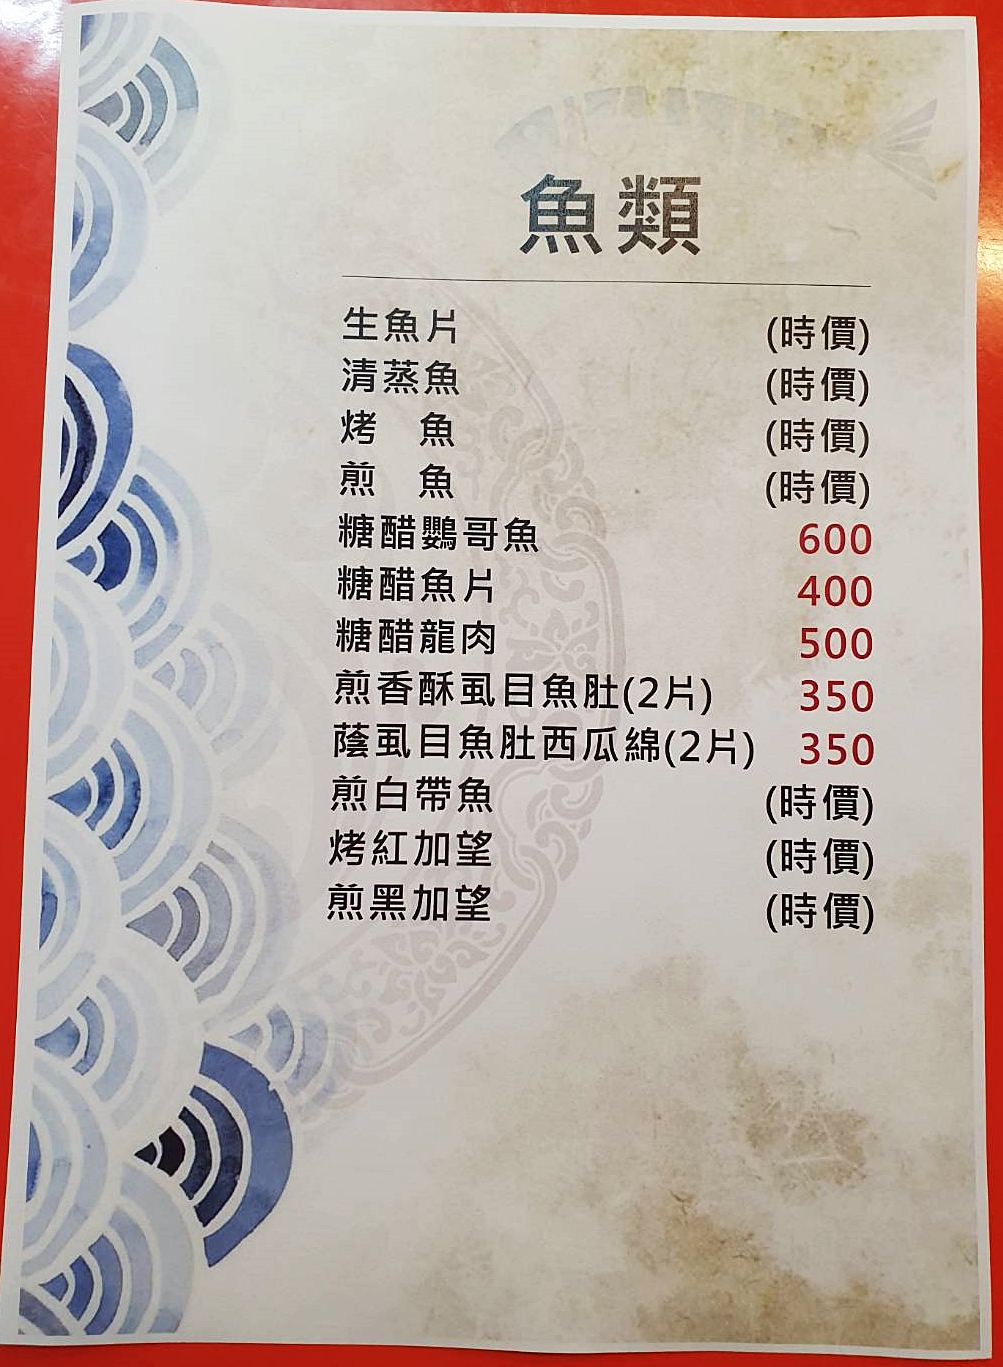 魚類
生魚片 (時價)
清蒸魚 (時價)
烤　魚 (時價)
煎　魚 (時價)
糖醋鸚哥魚 600
糖醋魚片 400
糖醋龍肉 500
煎香酥虱目魚肚(2片) 350
蔭虱目魚肚西瓜綿(2片) 350
煎白帶魚 (時價)
烤紅加望 (時價)
煎黑加望 (時價)